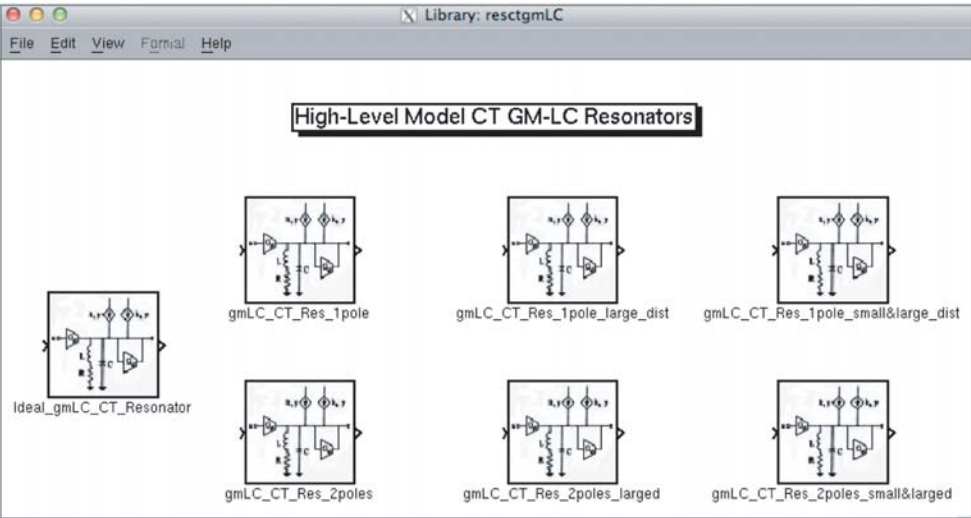 Library: resctgmLC
File Edit View Format Help
High-Level Model CT GM-LC Resonators
gmLC_CT_Res_1pole
gmLC_CT_Res_1pole_large_dist
gmLC_CT_Res_1pole_small&large_dist
Ideal_gmLC_CT_Resonator
gmLC_CT_Res_2poles
gmLC_CT_Res_2poles_larged
gmLC_CT_Res_2poles_small&larged